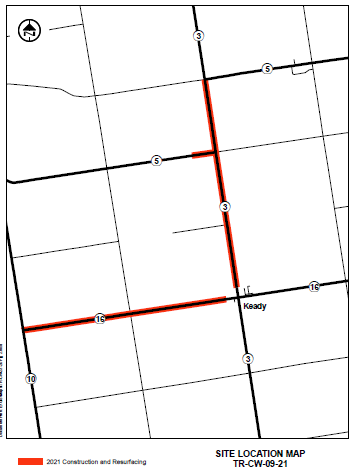 N
3
5
5
3
16
Keady
16
3
10
2021 Construction and Resurfacing
SITE LOCATION MAP
TR-CW-09-21